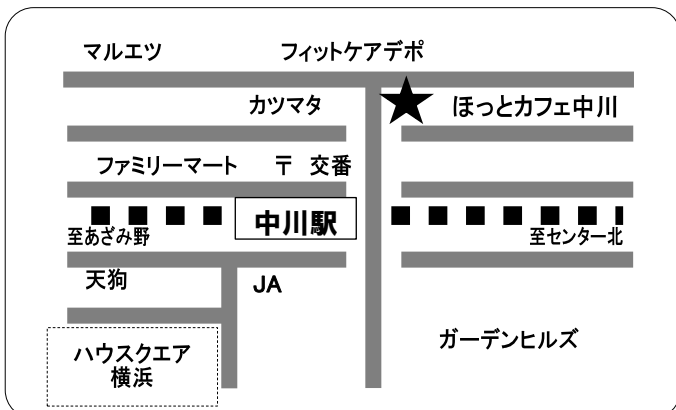 マルエツ
フィットケアデポ
カツマタ
ほっとカフェ中川
ファミリーマート
〒 交番
中川駅
至あざみ野
至センター北
天狗
JA
ハウスクエア
横浜
ガーデンヒルズ